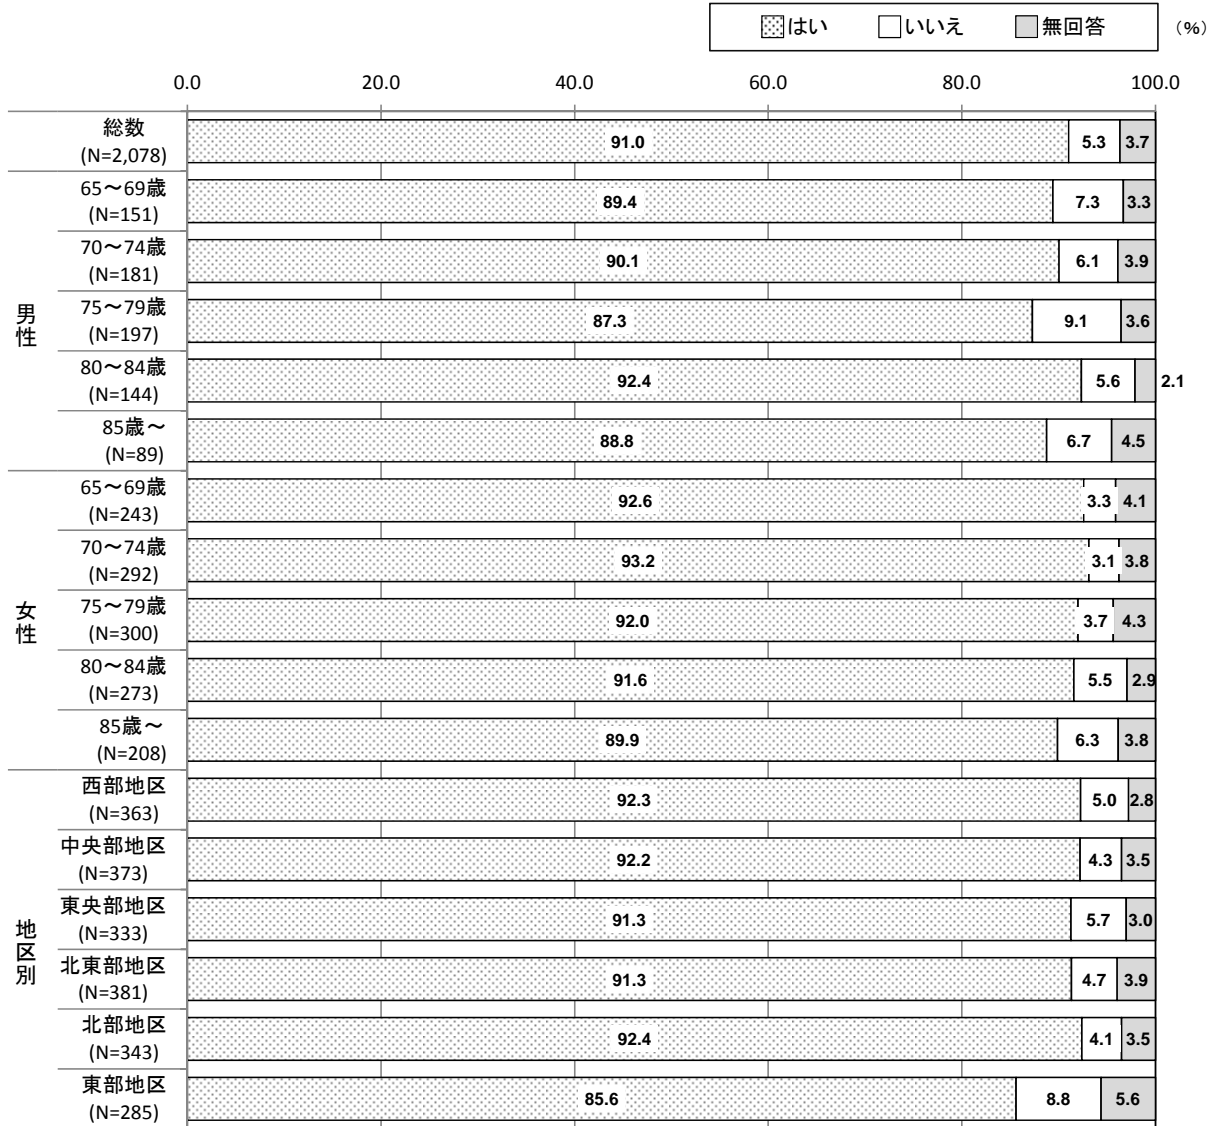 はい いいえ 無回答 (%)
0.0 20.0 40.0 60.0 80.0 100.0
総数
(N=2,078)
91.0 5.3 3.7
男性
65～69歳
(N=151)
89.4 7.3 3.3
70～74歳
(N=181)
90.1 6.1 3.9
75～79歳
(N=197)
87.3 9.1 3.6
80～84歳
(N=144)
92.4 5.6 2.1
85歳～
(N=89)
88.8 6.7 4.5
女性
65～69歳
(N=243)
92.6 3.3 4.1
70～74歳
(N=292)
93.2 3.1 3.8
75～79歳
(N=300)
92.0 3.7 4.3
80～84歳
(N=273)
91.6 5.5 2.9
85歳～
(N=208)
89.9 6.3 3.8
地区別
西部地区
(N=363)
92.3 5.0 2.8
中央部地区
(N=373)
92.2 4.3 3.5
東央部地区
(N=333)
91.3 5.7 3.0
北東部地区
(N=381)
91.3 4.7 3.9
北部地区
(N=343)
92.4 4.1 3.5
東部地区
(N=285)
85.6 8.8 5.6